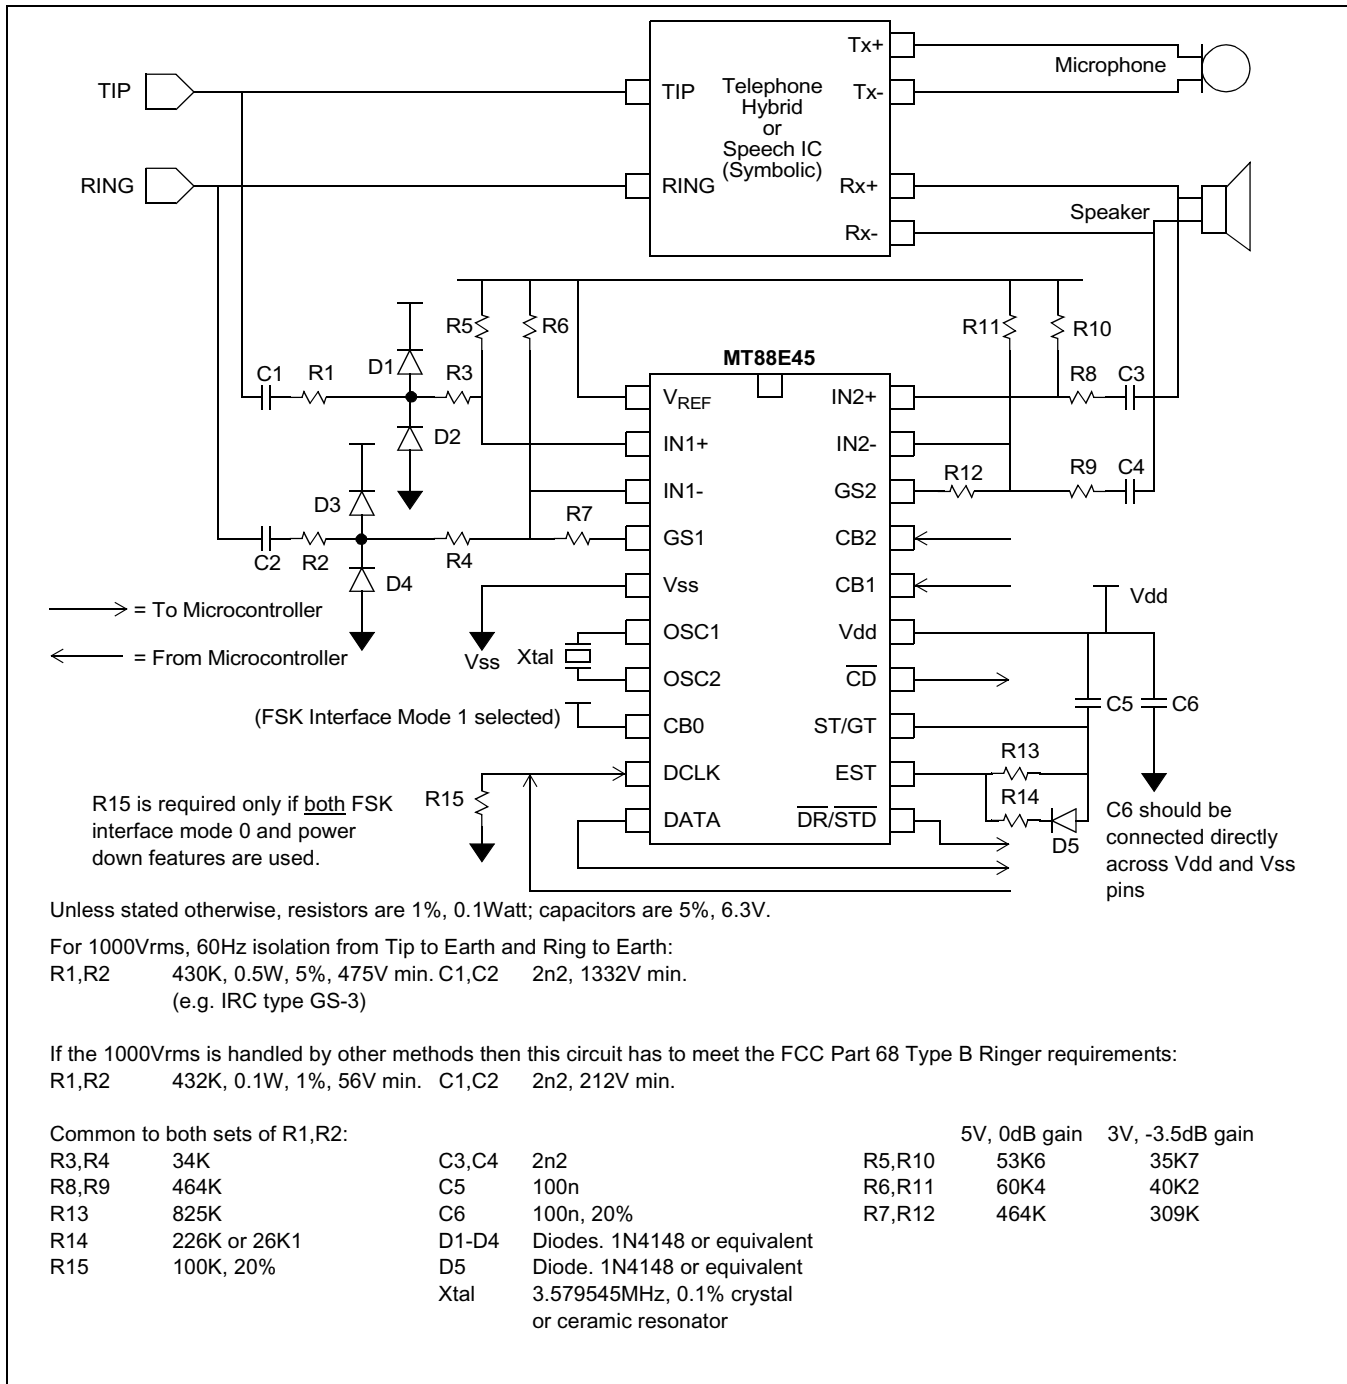 Tx+
Microphone
TIP
TIP
Telephone
Hybrid
or
Speech IC
(Symbolic)
Tx-
RING
RING
Rx+
Speaker
Rx-
R5
R6
R11
R10
MT88E45
C1
R1
D1
R3
R8
C3
VREF
IN2+
D2
IN1+
IN2-
R12
R9
C4
D3
IN1-
GS2
R7
C2
R2
R4
GS1
CB2
D4
Vss
CB1
Vdd
= To Microcontroller
OSC1
Vdd
Vss
Xtal
= From Microcontroller
OSC2
CD
C5
C6
(FSK Interface Mode 1 selected)
CB0
ST/GT
R13
DCLK
EST
R14
R15
D5
DATA
DR/STD
R15 is required only if both FSK
interface mode 0 and power
down features are used.
C6 should be
connected directly
across Vdd and Vss
pins
Unless stated otherwise, resistors are 1%, 0.1Watt; capacitors are 5%, 6.3V.
For 1000Vrms, 60Hz isolation from Tip to Earth and Ring to Earth:
R1,R2 430K, 0.5W, 5%, 475V min. C1,C2 2n2, 1332V min.
(e.g. IRC type GS-3)
If the 1000Vrms is handled by other methods then this circuit has to meet the FCC Part 68 Type B Ringer requirements:
R1,R2 432K, 0.1W, 1%, 56V min. C1,C2 2n2, 212V min.
Common to both sets of R1,R2: 5V, 0dB gain 3V, -3.5dB gain
R3,R4 34K C3,C4 2n2 R5,R10 53K6 35K7
R8,R9 464K C5 100n R6,R11 60K4 40K2
R13 825K C6 100n, 20% R7,R12 464K 309K
R14 226K or 26K1 D1-D4 Diodes. 1N4148 or equivalent
R15 100K, 20% D5 Diode. 1N4148 or equivalent
Xtal 3.579545MHz, 0.1% crystal
or ceramic resonator